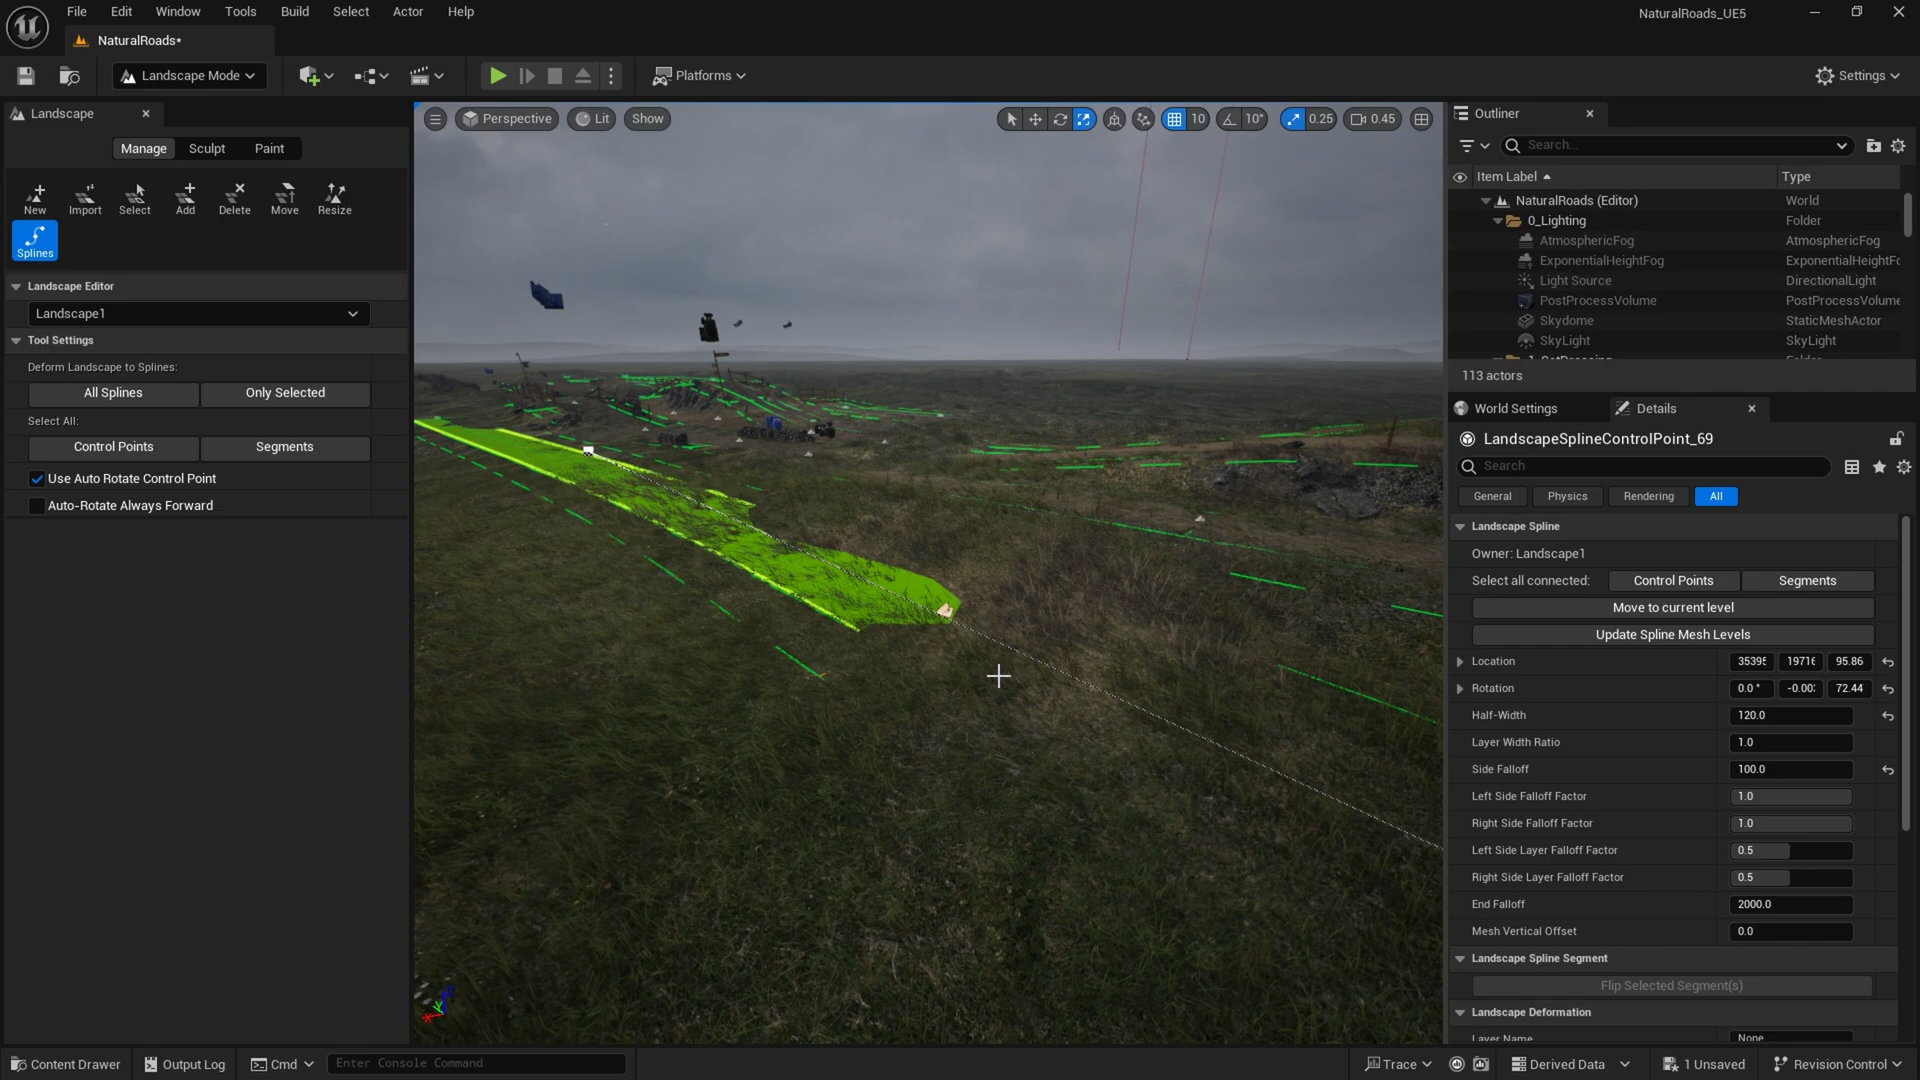 File Edit Window Tools Build Select Actor Help
NaturalRoads_UE5
NaturalRoads*
Landscape Mode
Platforms
Settings
Landscape
Manage Sculpt Paint
New Import Select Add Delete Move Resize
Splines
Landscape Editor
Landscape1
Tool Settings
Deform Landscape to Splines:
All Splines Only Selected
Select All:
Control Points Segments
Use Auto Rotate Control Point
Auto-Rotate Always Forward
Perspective Lit Show
10 10° 0.25 0.45
Outliner
Search...
Item Label Type
NaturalRoads (Editor) World
0_Lighting Folder
AtmosphericFog AtmosphericFog
ExponentialHeightFog ExponentialHeightFo
Light Source DirectionalLight
PostProcessVolume PostProcessVolume
Skydome StaticMeshActor
SkyLight SkyLight
113 actors
World Settings Details
LandscapeSplineControlPoint_69
Search
General Physics Rendering All
Landscape Spline
Owner: Landscape1
Select all connected: Control Points Segments
Move to current level
Update Spline Mesh Levels
Location 35395 19716 95.86
Rotation 0.0 ° -0.00 72.44
Half-Width 120.0
Layer Width Ratio 1.0
Side Falloff 100.0
Left Side Falloff Factor 1.0
Right Side Falloff Factor 1.0
Left Side Layer Falloff Factor 0.5
Right Side Layer Falloff Factor 0.5
End Falloff 2000.0
Mesh Vertical Offset 0.0
Landscape Spline Segment
Flip Selected Segment(s)
Landscape Deformation
Layer Name None
Content Drawer Output Log Cmd Enter Console Command
Trace Derived Data 1 Unsaved Revision Control